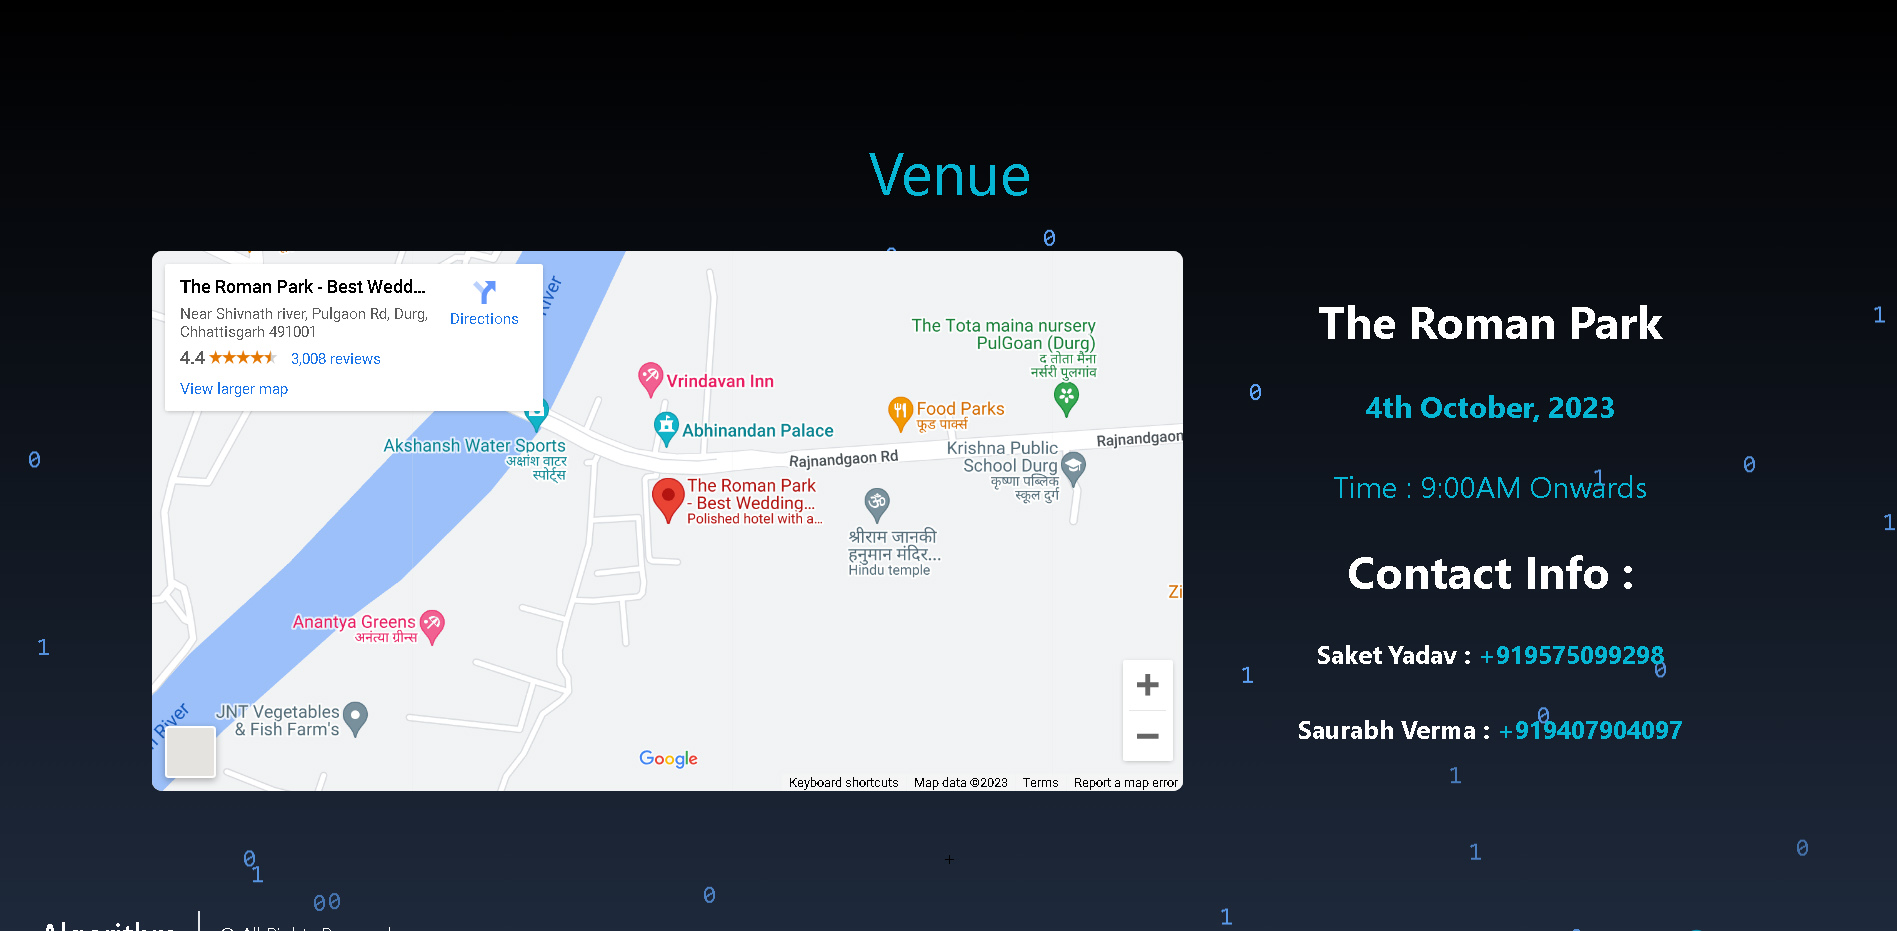 Venue
The Roman Park - Best Wedd...
Near Shivnath river, Pulgaon Rd, Durg,
Chhattisgarh 491001
4.4
3,008 reviews
View larger map
Directions
River
The Tota maina nursery
PulGoan (Durg)
द तोता मैना
नर्सरी पुलगांव
Vrindavan Inn
Food Parks
फूड पार्क्स
Abhinandan Palace
Akshansh Water Sports
अक्षांश वाटर
स्पोर्ट्स
Rajnandgaon Rd
Rajnandgaon
Krishna Public
School Durg
कृष्णा पब्लिक
स्कूल दुर्ग
The Roman Park
- Best Wedding...
Polished hotel with a...
श्रीराम जानकी
हनुमान मंदिर...
Hindu temple
Zi
Anantya Greens
अनंत्या ग्रीन्स
JNT Vegetables
& Fish Farm's
River
Google
Keyboard shortcuts Map data ©2023 Terms Report a map error
The Roman Park
4th October, 2023
Time : 9:00AM Onwards
Contact Info :
Saket Yadav : +919575099298
Saurabh Verma : +919407904097